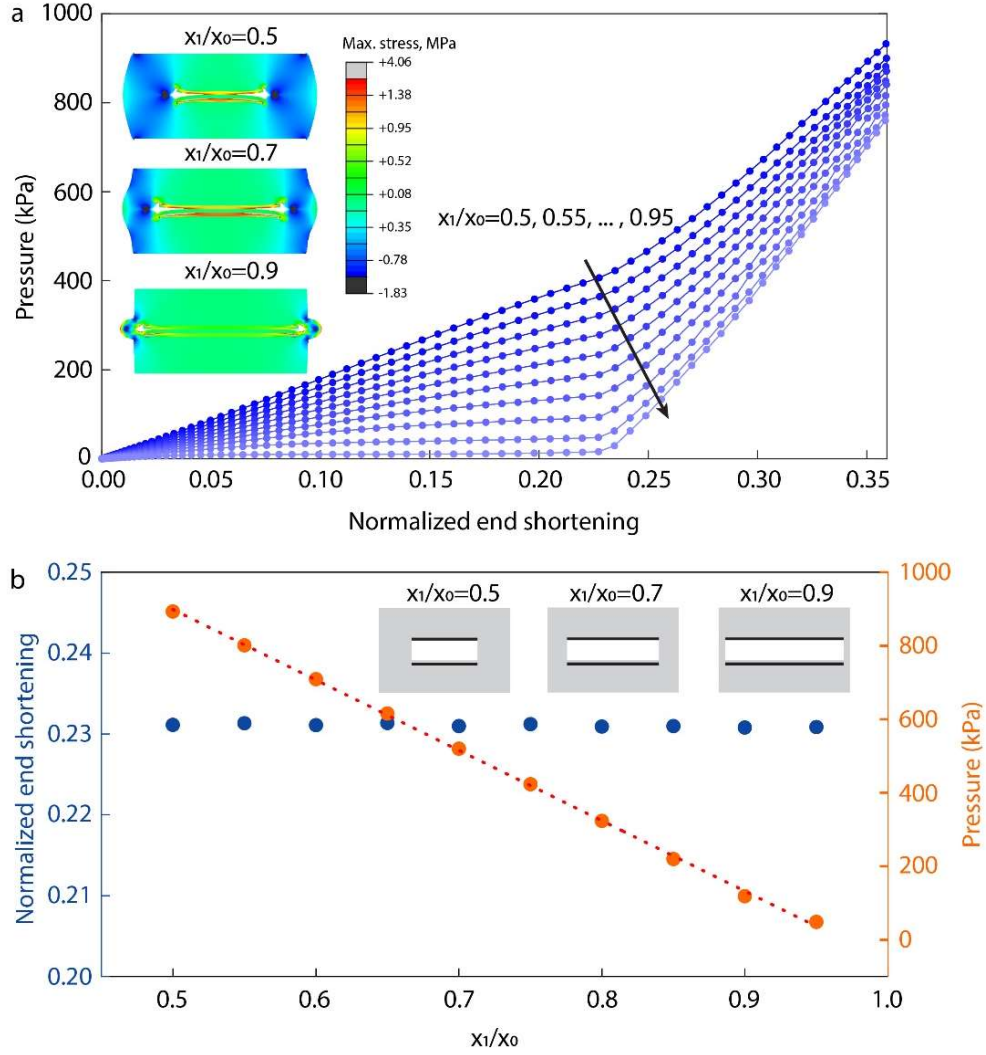 a
1000
800
600
400
200
0
Pressure (kPa)
0.00 0.05 0.10 0.15 0.20 0.25 0.30 0.35
Normalized end shortening
x₁/x₀=0.5
x₁/x₀=0.7
x₁/x₀=0.9
Max. stress, MPa
+4.06
+1.38
+0.95
+0.52
+0.08
+0.35
-0.78
-1.83
x₁/x₀=0.5, 0.55, ... , 0.95
b
0.25
0.24
0.23
0.22
0.21
0.20
Normalized end shortening
x₁/x₀=0.5 x₁/x₀=0.7 x₁/x₀=0.9
1000
800
600
400
200
0
Pressure (kPa)
0.5 0.6 0.7 0.8 0.9 1.0
x₁/x₀